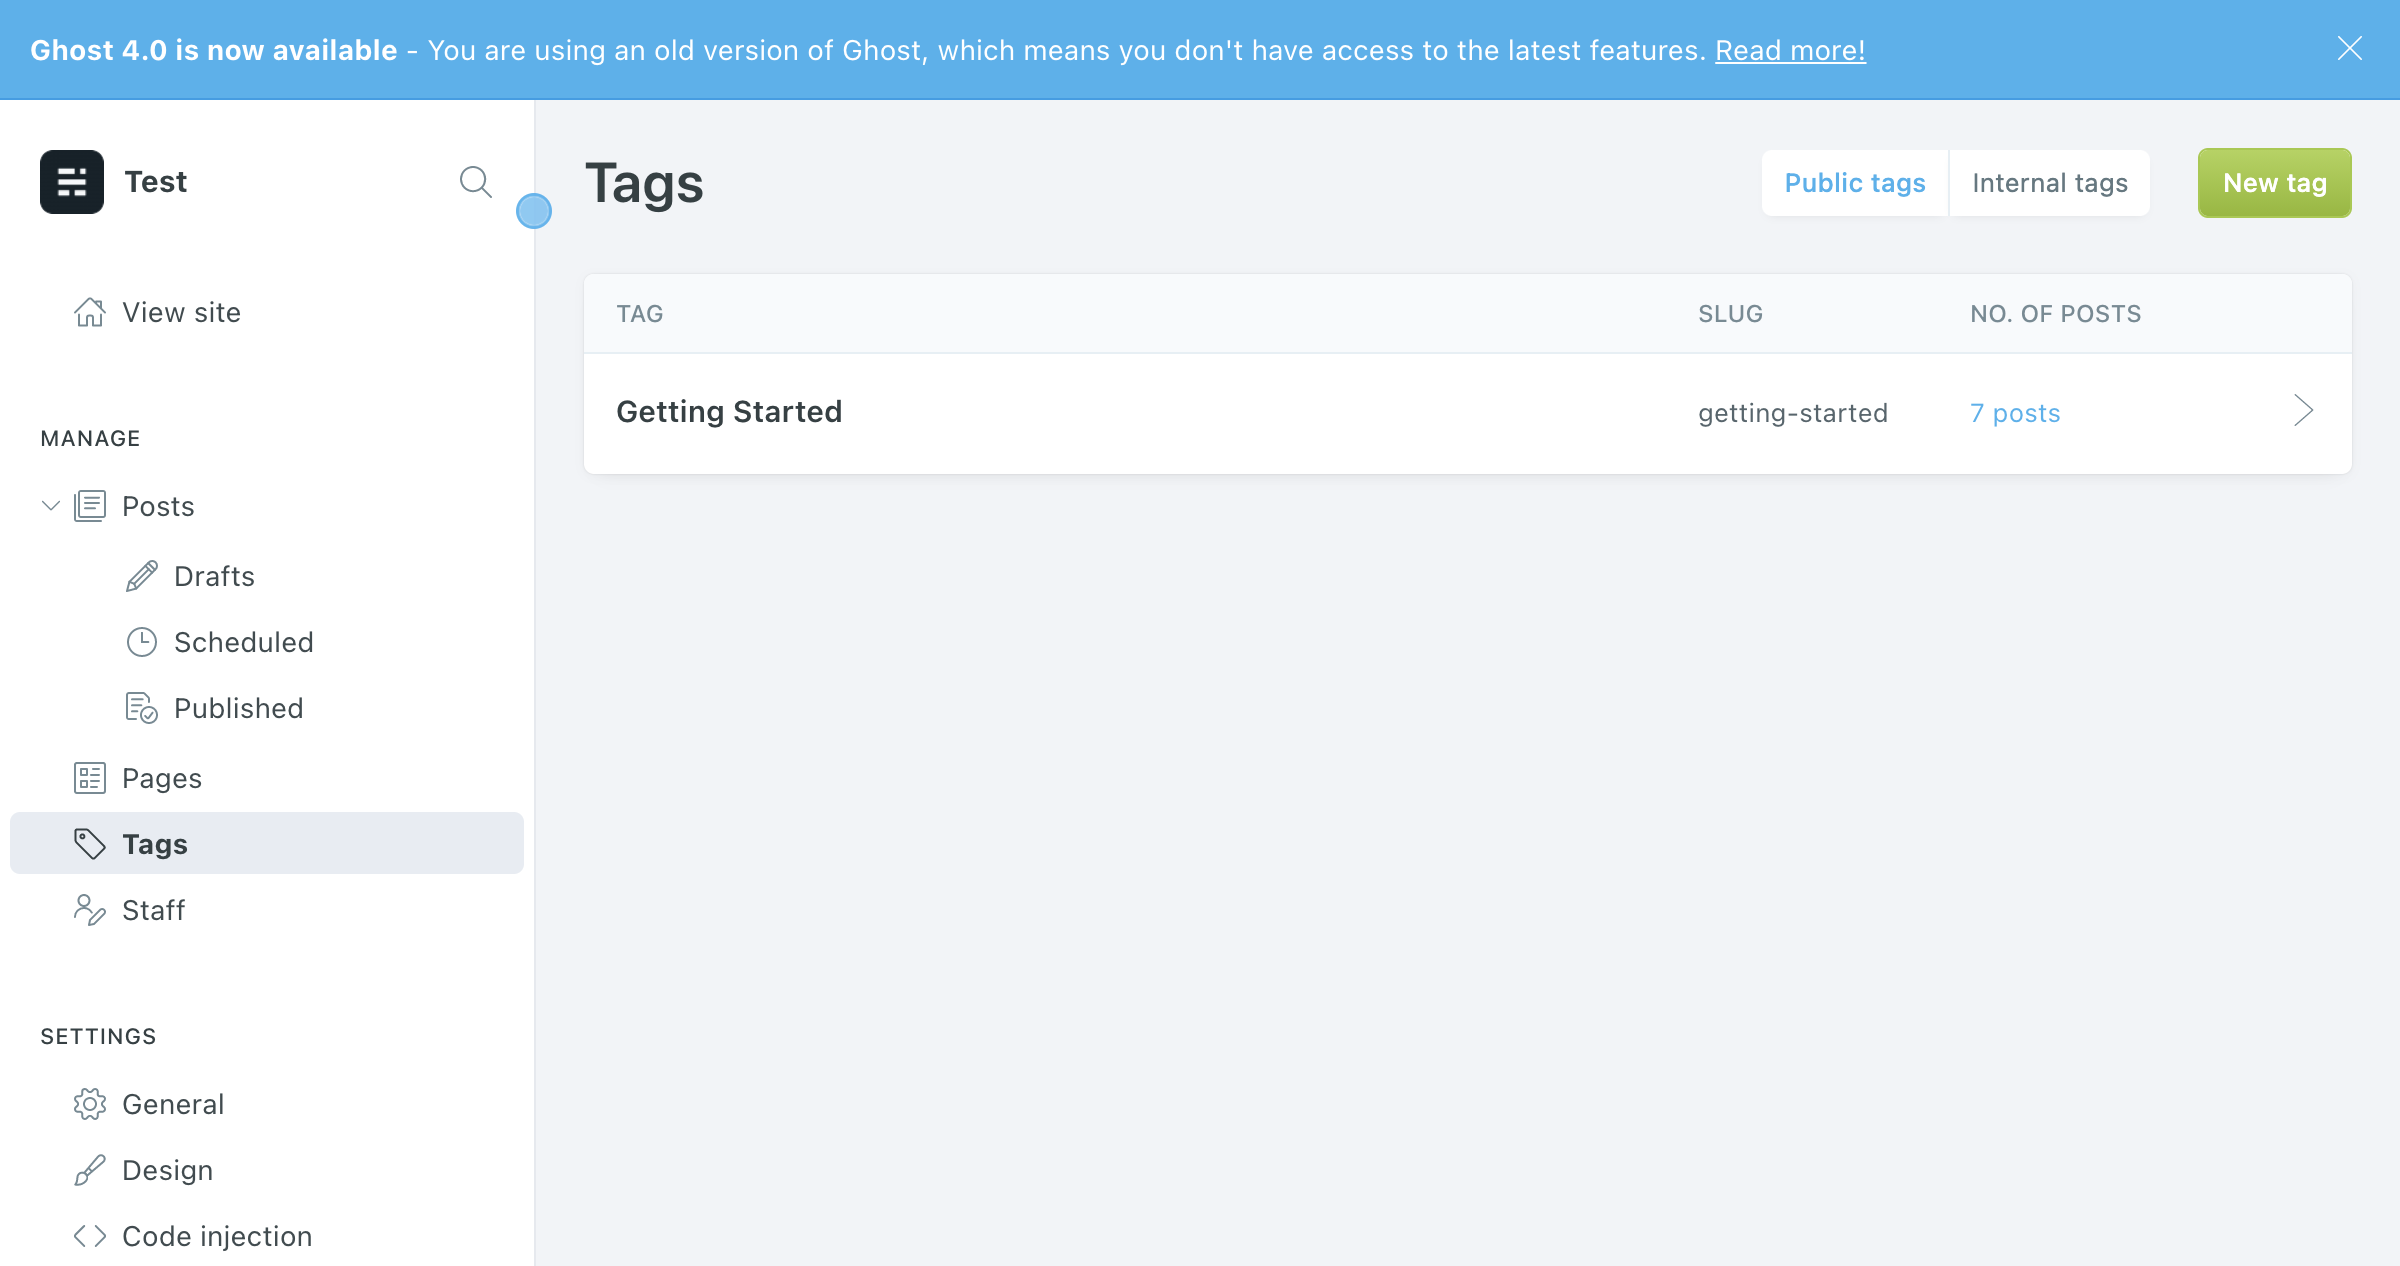 Ghost 4.0 is now available - You are using an old version of Ghost, which means you don't have access to the latest features. Read more!
Test
View site
MANAGE
Posts
Drafts
Scheduled
Published
Pages
Tags
Staff
SETTINGS
General
Design
Code injection
Tags
Public tags
Internal tags
New tag
TAG SLUG NO. OF POSTS
Getting Started getting-started 7 posts